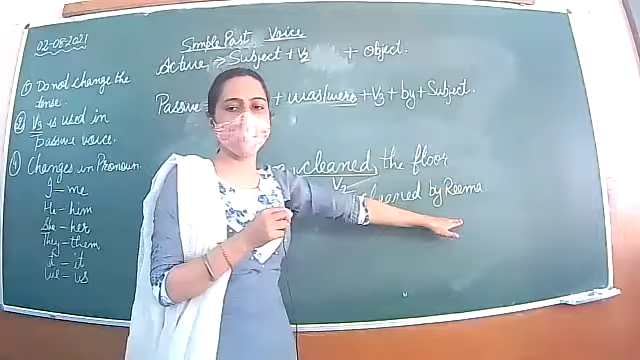 02-08-2021
Simple Past Voice
Active ⇒ Subject + V2 + object.
Passive = + was/were + V3 + by + Subject.
① Do not change the
tense.
② V3 is used in
Passive voice.
Changes in Pronoun.
I - me
He - him
She - her
They - them
It - it
We - us
cleaned, the floor
V2
cleaned by Reema.